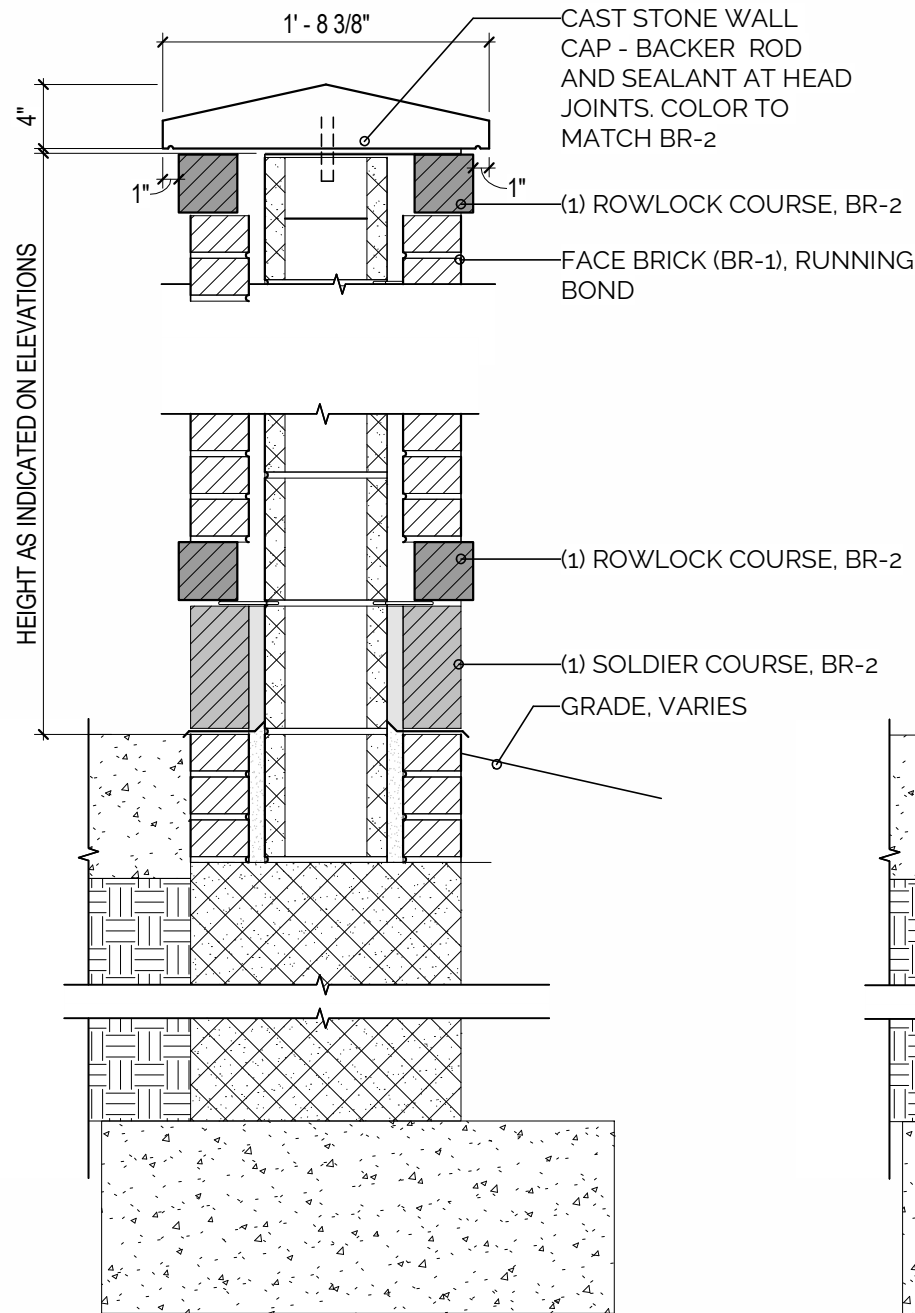 1' - 8 3/8"
CAST STONE WALL
CAP - BACKER ROD
AND SEALANT AT HEAD
JOINTS. COLOR TO
MATCH BR-2
4"
1"
1"
(1) ROWLOCK COURSE, BR-2
FACE BRICK (BR-1), RUNNING
BOND
HEIGHT AS INDICATED ON ELEVATIONS
(1) ROWLOCK COURSE, BR-2
(1) SOLDIER COURSE, BR-2
GRADE, VARIES